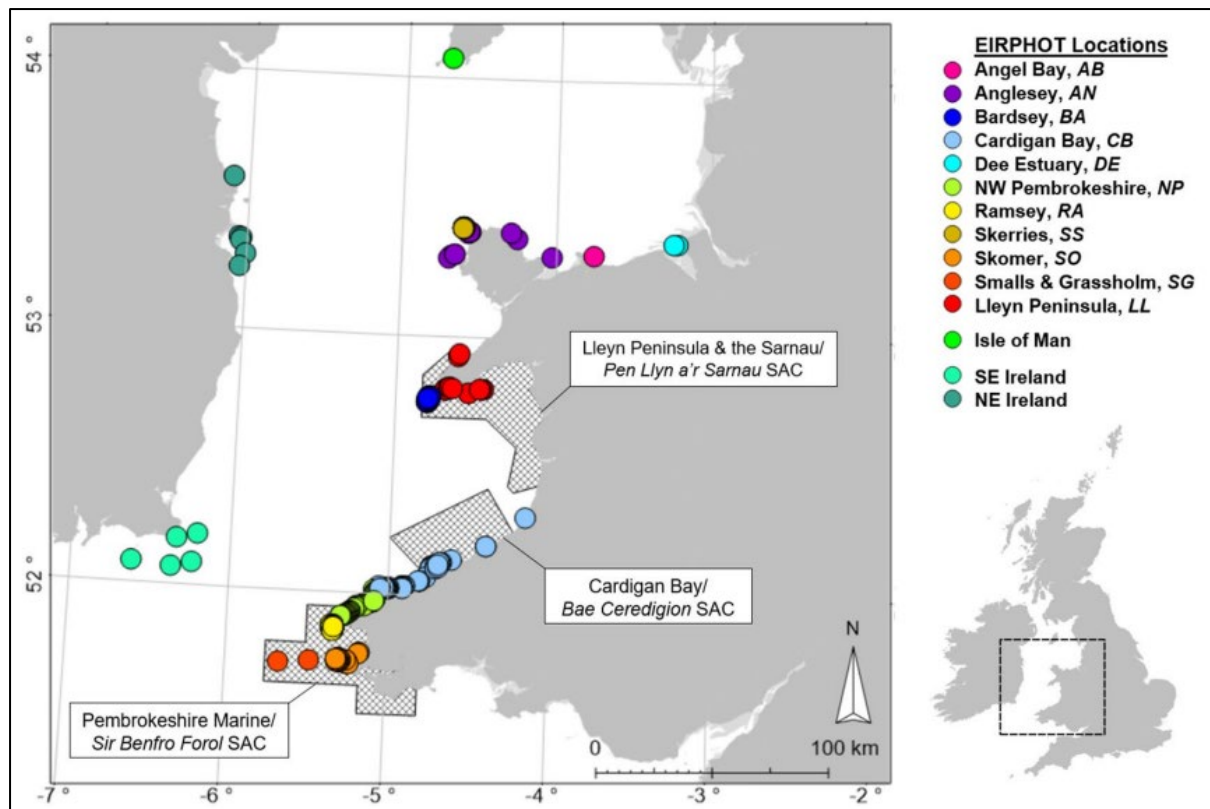 54 °
53 °
52 °
-7 °
-6 °
-5 °
-4 °
-3 °
-2 °
Lleyn Peninsula & the Sarnau/
Pen Llyn a'r Sarnau SAC
Cardigan Bay/
Bae Ceredigion SAC
Pembrokeshire Marine/
Sir Benfro Forol SAC
N
0
100 km
EIRPHOT Locations
Angel Bay, AB
Anglesey, AN
Bardsey, BA
Cardigan Bay, CB
Dee Estuary, DE
NW Pembrokeshire, NP
Ramsey, RA
Skerries, SS
Skomer, SO
Smalls & Grassholm, SG
Lleyn Peninsula, LL
Isle of Man
SE Ireland
NE Ireland